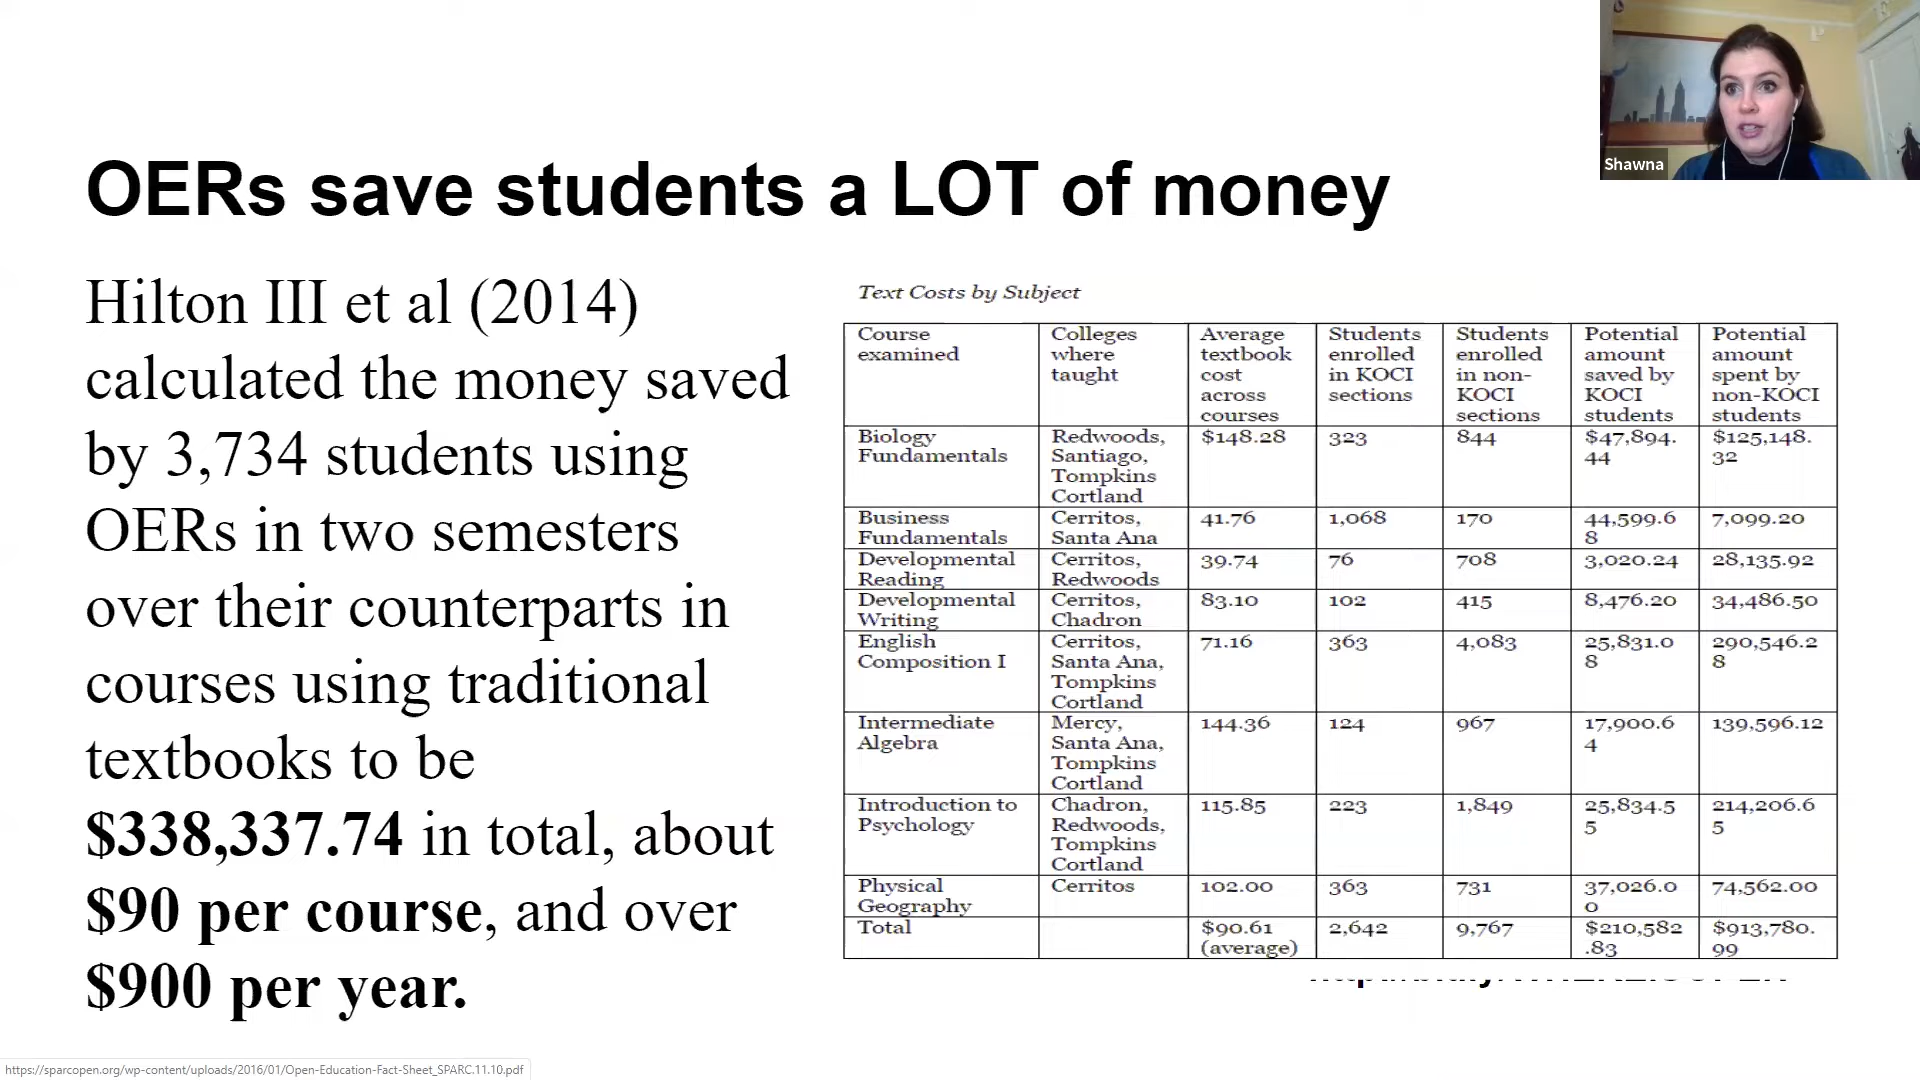 Shawna
OERs save students a LOT of money
Hilton III et al (2014)
calculated the money saved
by 3,734 students using
OERs in two semesters
over their counterparts in
courses using traditional
textbooks to be
$338,337.74 in total, about
$90 per course, and over
$900 per year.
Text Costs by Subject
Course examined | Colleges where taught | Average textbook cost across courses | Students enrolled in KOCI sections | Students enrolled in non-KOCI sections | Potential amount saved by KOCI students | Potential amount spent by non-KOCI students
Biology Fundamentals | Redwoods, Santiago, Tompkins Cortland | $148.28 | 323 | 844 | $47,894.44 | $125,148.32
Business Fundamentals | Cerritos, Santa Ana | 41.76 | 1,068 | 170 | 44,599.68 | 7,099.20
Developmental Reading | Cerritos, Redwoods | 39.74 | 76 | 708 | 3,020.24 | 28,135.92
Developmental Writing | Cerritos, Chadron | 83.10 | 102 | 415 | 8,476.20 | 34,486.50
English Composition I | Cerritos, Santa Ana, Tompkins Cortland | 71.16 | 363 | 4,083 | 25,831.08 | 290,546.28
Intermediate Algebra | Mercy, Santa Ana, Tompkins Cortland | 144.36 | 124 | 967 | 17,900.64 | 139,596.12
Introduction to Psychology | Chadron, Redwoods, Tompkins Cortland | 115.85 | 223 | 1,849 | 25,834.55 | 214,206.65
Physical Geography | Cerritos | 102.00 | 363 | 731 | 37,026.00 | 74,562.00
Total | $90.61 (average) | 2,642 | 9,767 | $210,582.83 | $913,780.99
https://sparcopen.org/wp-content/uploads/2016/01/Open-Education-Fact-Sheet_SPARC.11.10.pdf